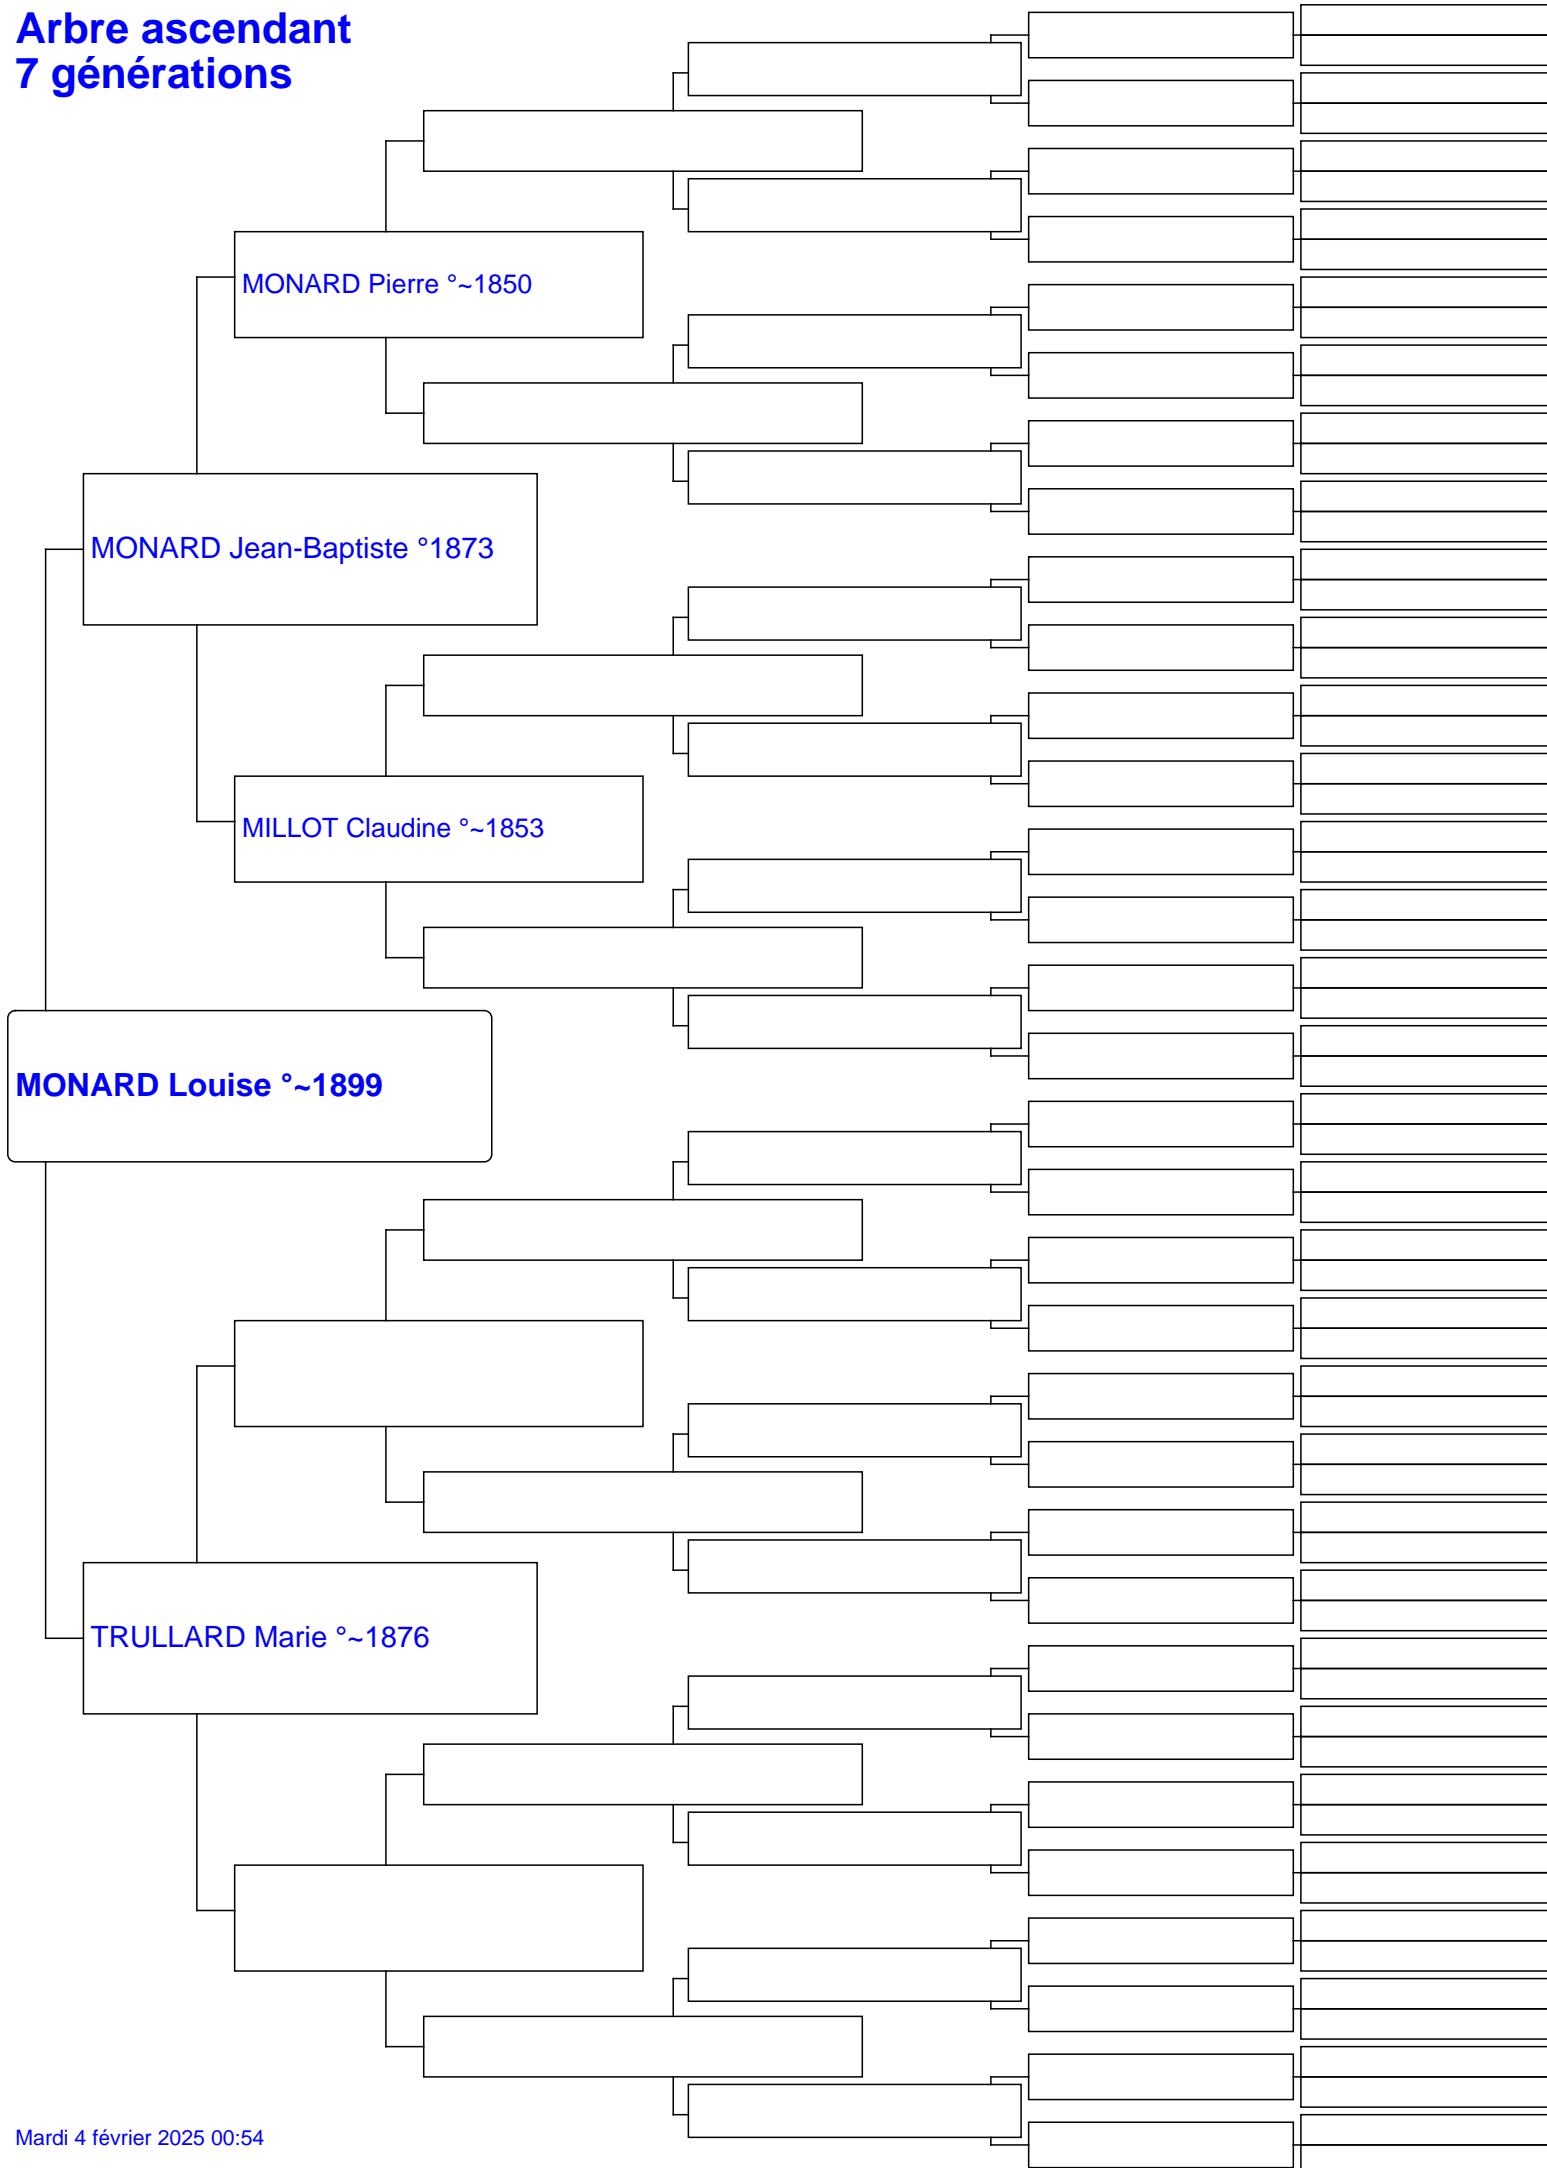 Arbre ascendant
7 générations
MONARD Pierre °~1850
MONARD Jean-Baptiste °1873
MILLOT Claudine °~1853
MONARD Louise °~1899
TRULLARD Marie °~1876
Mardi 4 février 2025 00:54